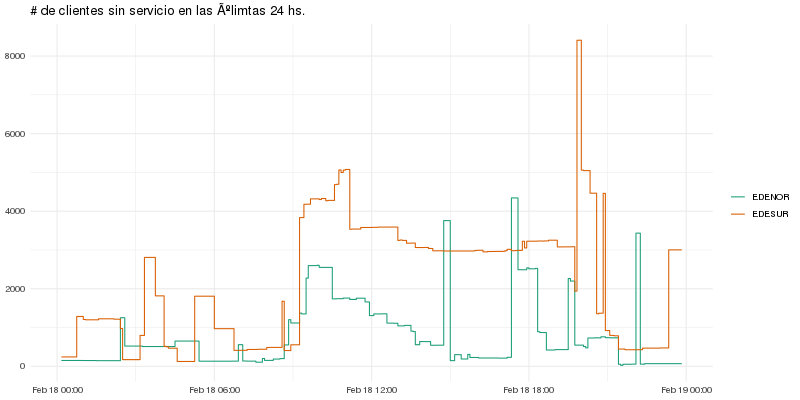 # de clientes sin servicio en las Ãºlimtas 24 hs.
8000
6000
4000
2000
0
Feb 18 00:00
Feb 18 06:00
Feb 18 12:00
Feb 18 18:00
Feb 19 00:00
EDENOR
EDESUR